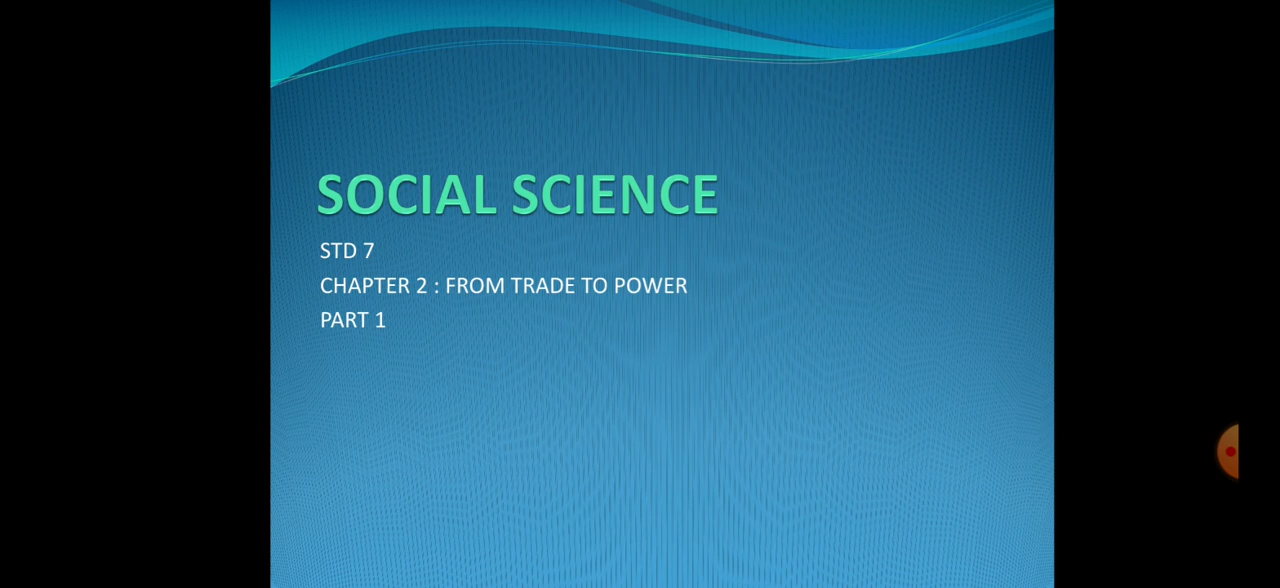 SOCIAL SCIENCE
STD 7
CHAPTER 2 : FROM TRADE TO POWER
PART 1